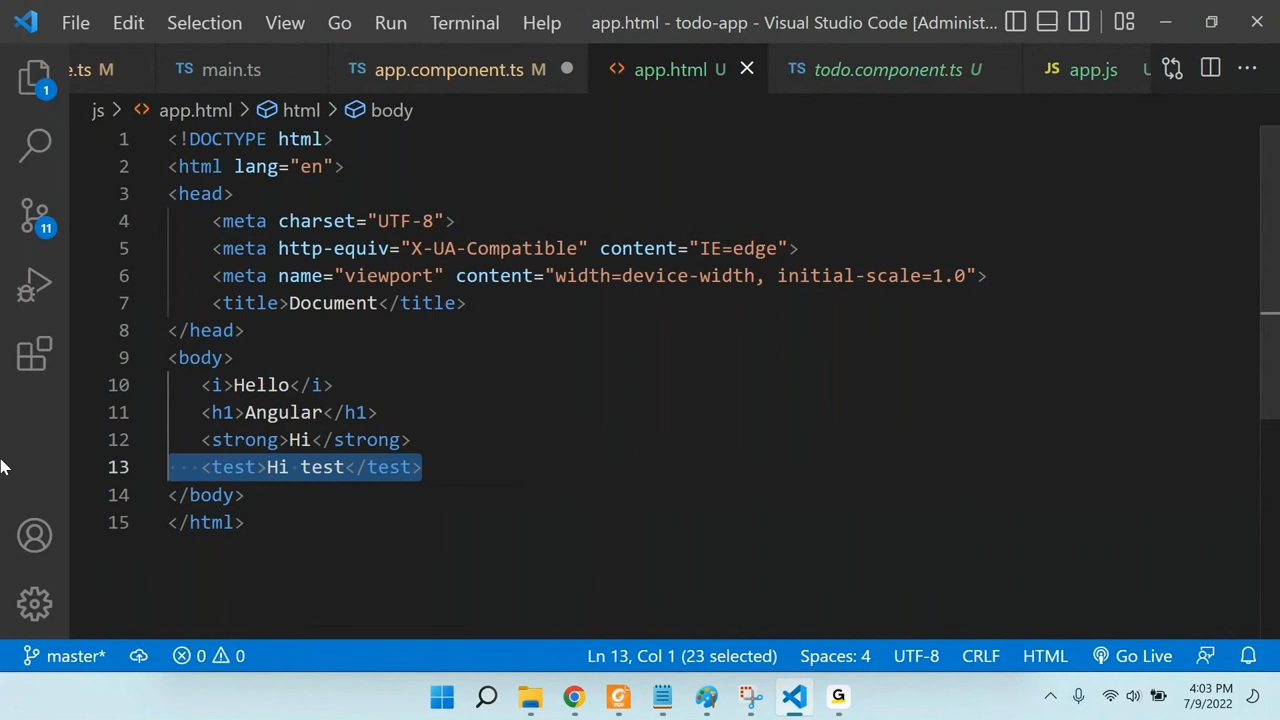 File Edit Selection View Go Run Terminal Help app.html - todo-app - Visual Studio Code [Administ...
e.ts M TS main.ts TS app.component.ts M app.html U TS todo.component.ts U JS app.js U
1
js > app.html > html > body
1 <!DOCTYPE html>
2 <html lang="en">
3 <head>
4 <meta charset="UTF-8">
5 <meta http-equiv="X-UA-Compatible" content="IE=edge">
6 <meta name="viewport" content="width=device-width, initial-scale=1.0">
7 <title>Document</title>
8 </head>
9 <body>
10 <i>Hello</i>
11 <h1>Angular</h1>
12 <strong>Hi</strong>
13 <test>Hi test</test>
14 </body>
15 </html>
11
master* 0 0 Ln 13, Col 1 (23 selected) Spaces: 4 UTF-8 CRLF HTML Go Live
G
4:03 PM
7/9/2022